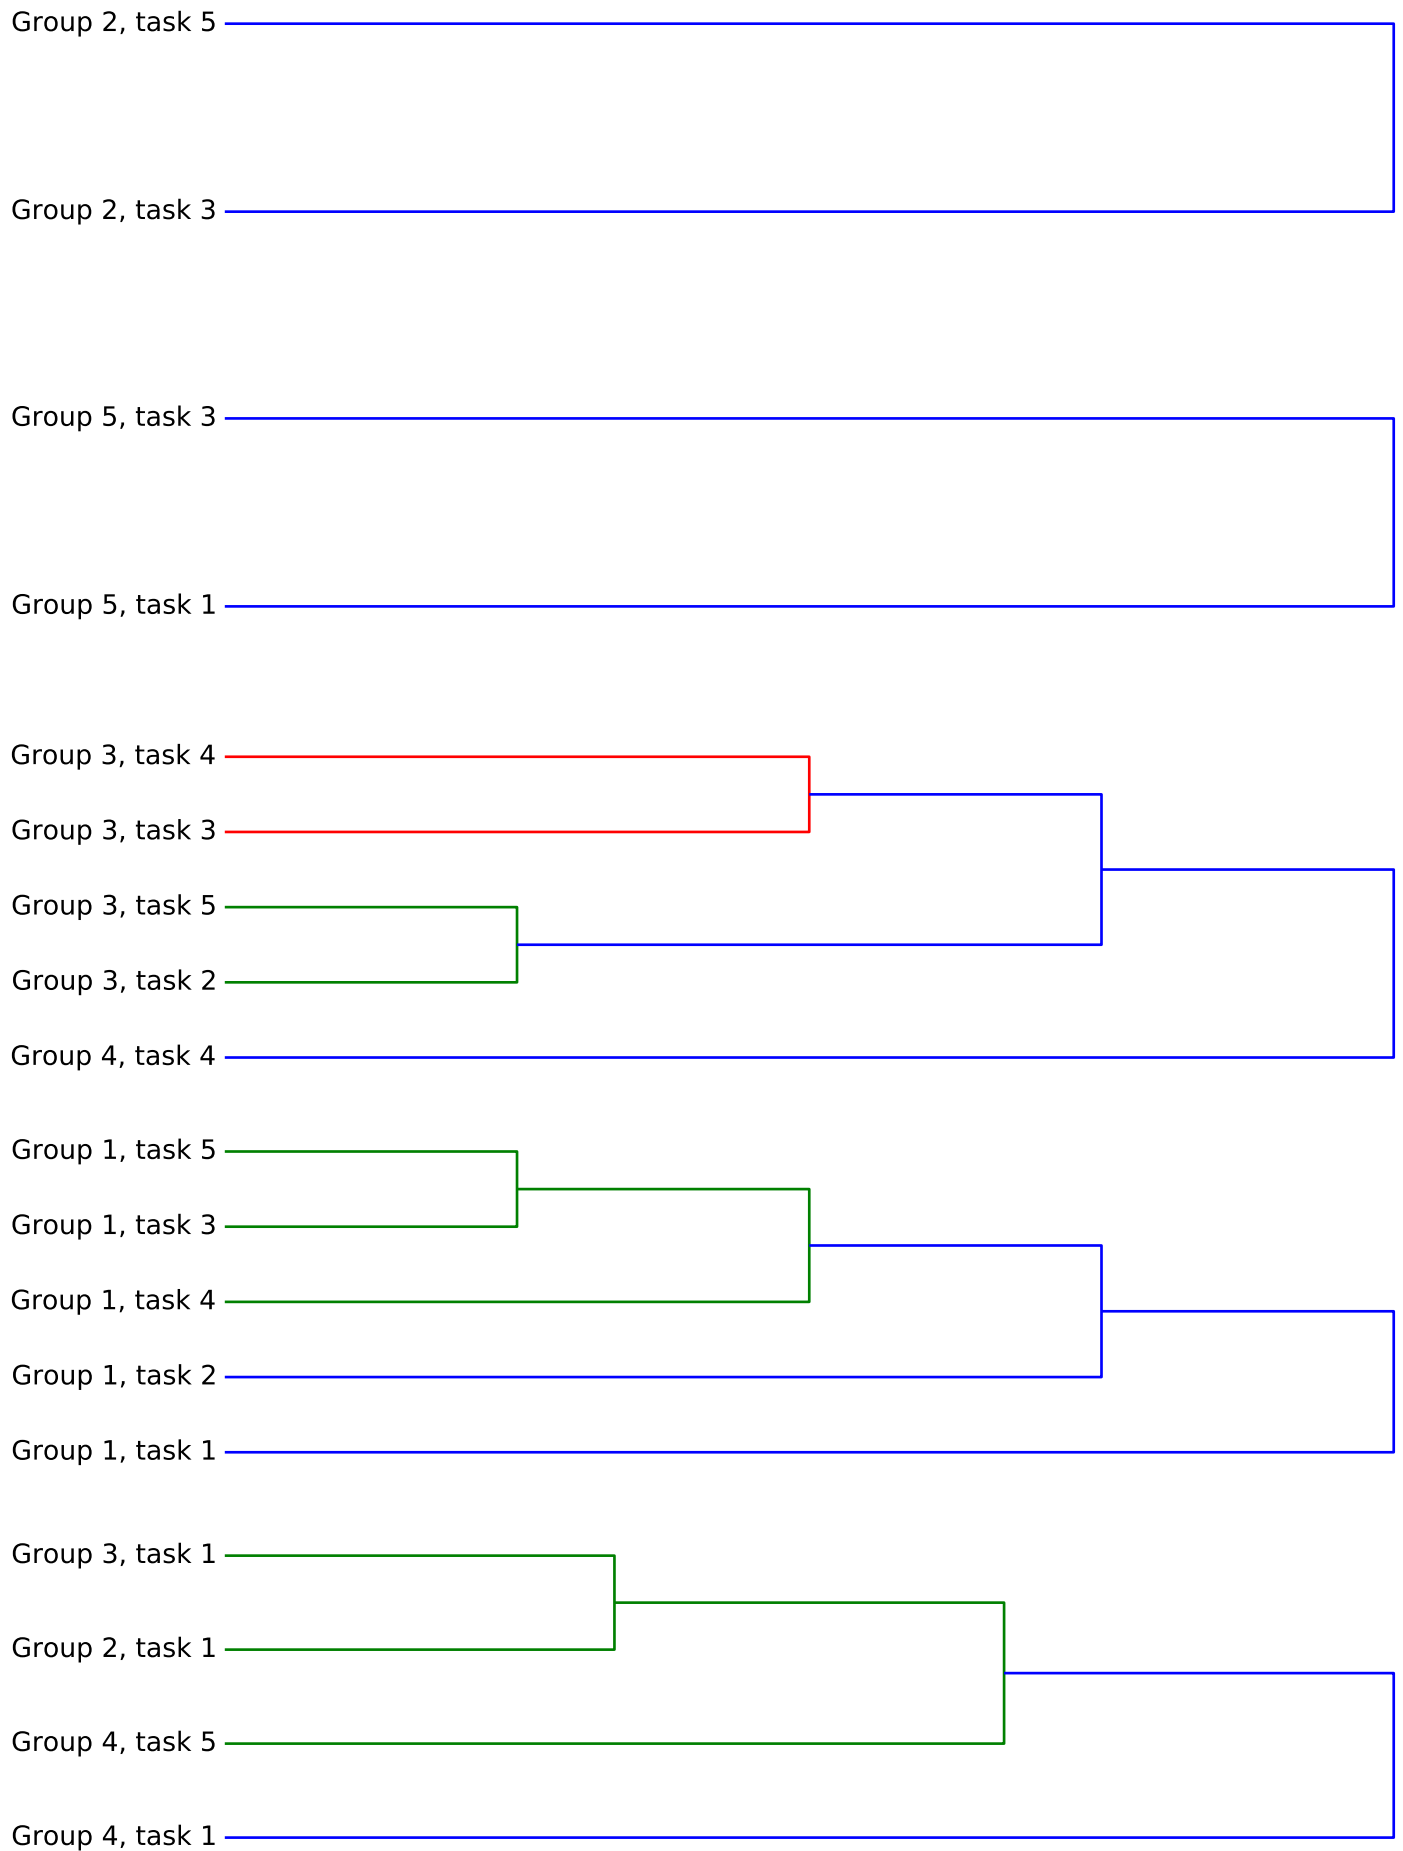 Group 2, task 5
Group 2, task 3
Group 5, task 3
Group 5, task 1
Group 3, task 4
Group 3, task 3
Group 3, task 5
Group 3, task 2
Group 4, task 4
Group 1, task 5
Group 1, task 3
Group 1, task 4
Group 1, task 2
Group 1, task 1
Group 3, task 1
Group 2, task 1
Group 4, task 5
Group 4, task 1